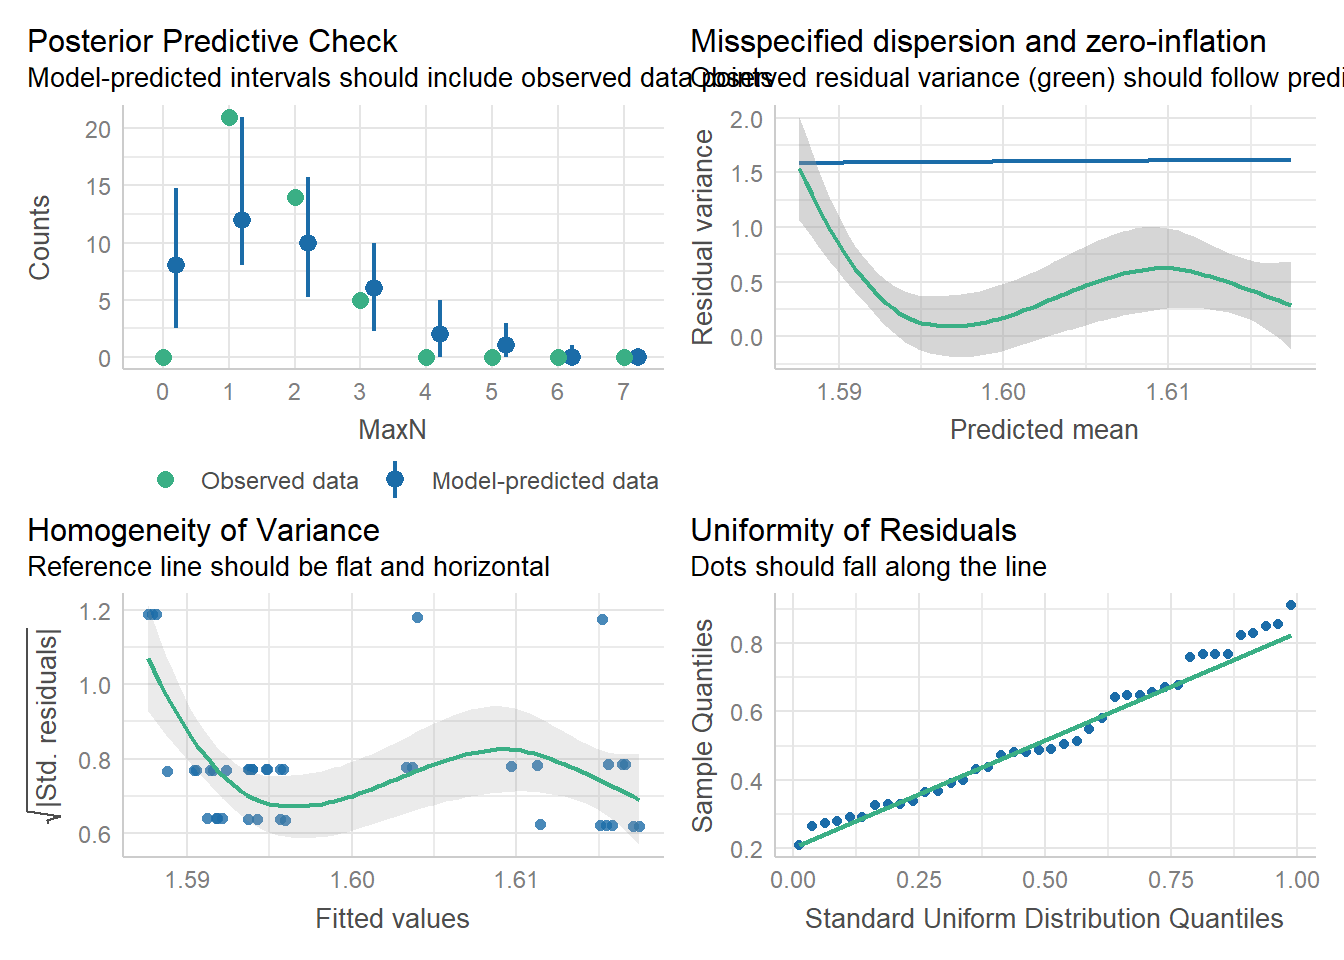 Posterior Predictive Check
Model-predicted intervals should include observed data points
20
15
10
5
0
Counts
0 1 2 3 4 5 6 7
MaxN
Observed data Model-predicted data
Misspecified dispersion and zero-inflation
Observed residual variance (green) should follow predi
2.0
1.5
1.0
0.5
0.0
Residual variance
1.59 1.60 1.61
Predicted mean
Homogeneity of Variance
Reference line should be flat and horizontal
1.2
1.0
0.8
0.6
√|Std. residuals|
1.59 1.60 1.61
Fitted values
Uniformity of Residuals
Dots should fall along the line
0.8
0.6
0.4
0.2
Sample Quantiles
0.00 0.25 0.50 0.75 1.00
Standard Uniform Distribution Quantiles